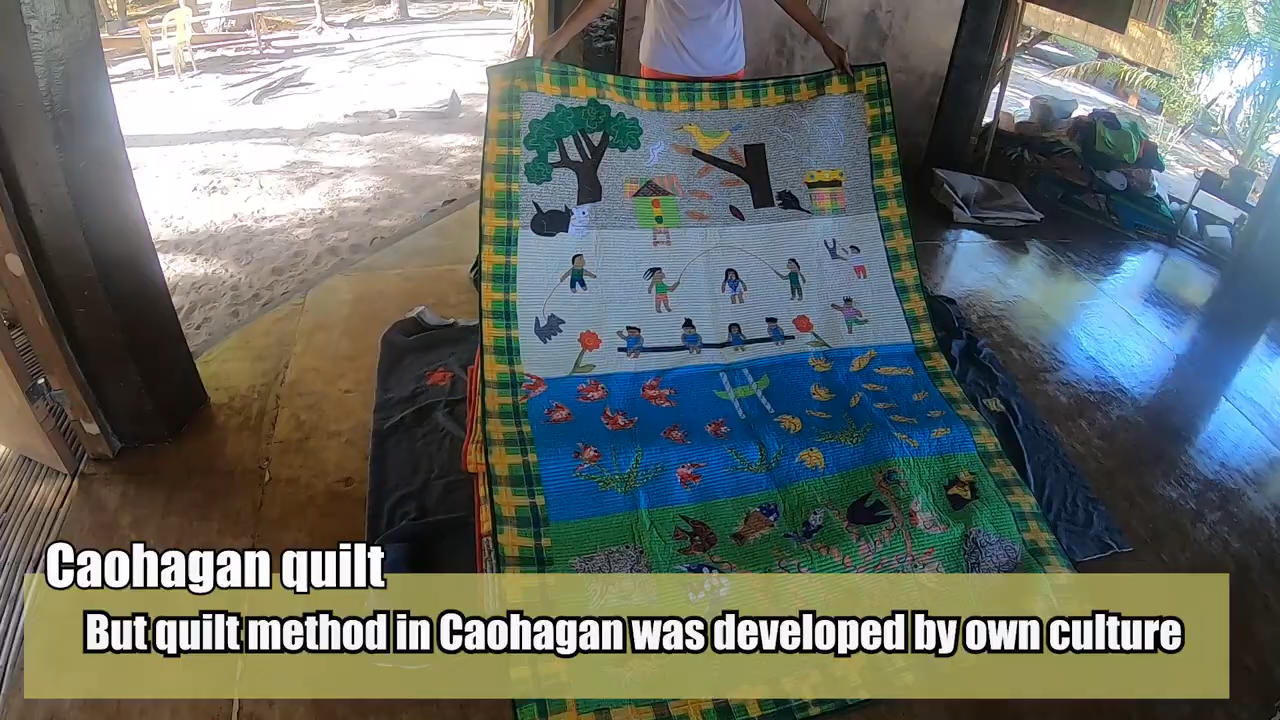 Caohagan quilt
But quilt method in Caohagan was developed by own culture